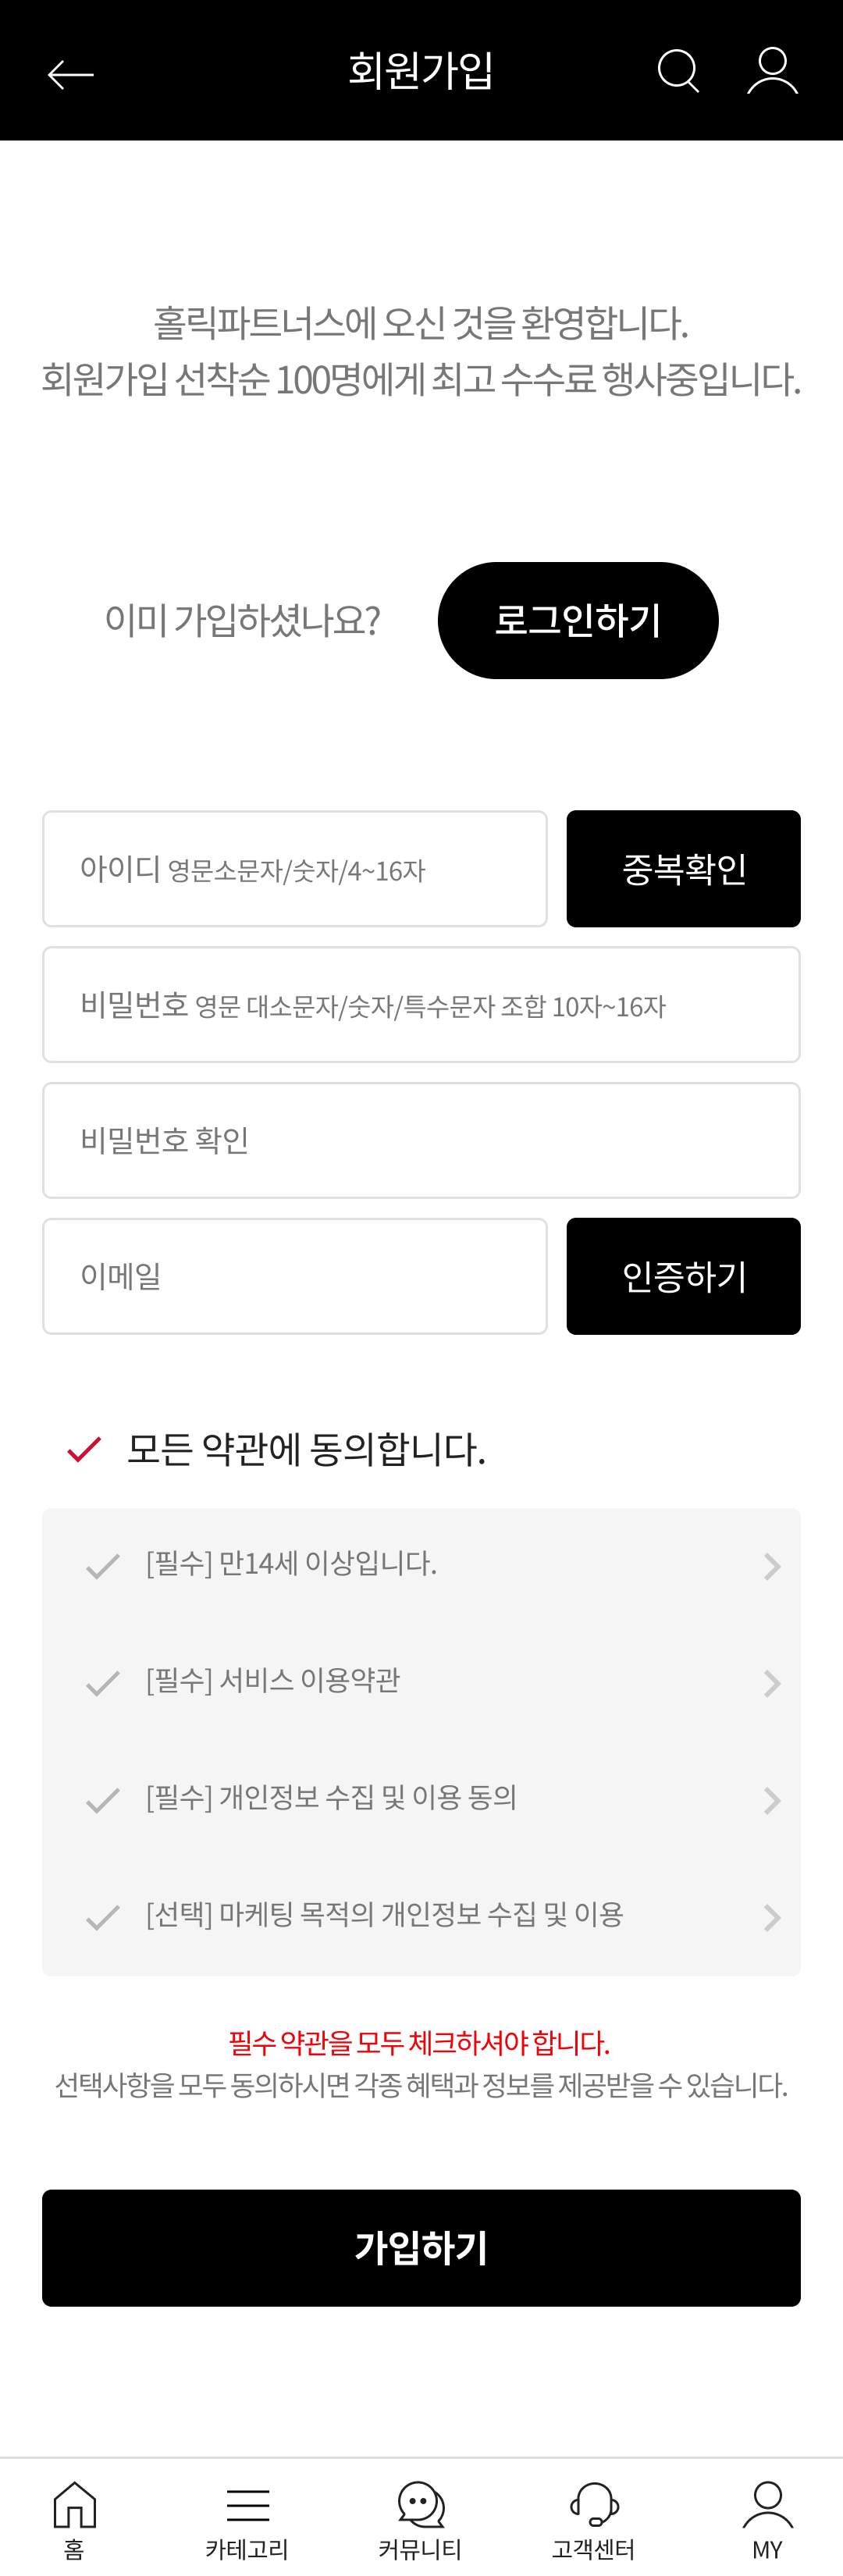 회원가입
홀릭파트너스에 오신 것을 환영합니다.
회원가입 선착순 100명에게 최고 수수료 행사중입니다.
이미 가입하셨나요? 로그인하기
아이디 영문소문자/숫자/4~16자 중복확인
비밀번호 영문 대소문자/숫자/특수문자 조합 10자~16자
비밀번호 확인
이메일 인증하기
모든 약관에 동의합니다.
[필수] 만14세 이상입니다.
[필수] 서비스 이용약관
[필수] 개인정보 수집 및 이용 동의
[선택] 마케팅 목적의 개인정보 수집 및 이용
필수 약관을 모두 체크하셔야 합니다.
선택사항을 모두 동의하시면 각종 혜택과 정보를 제공받을 수 있습니다.
가입하기
홈 카테고리 커뮤니티 고객센터 MY